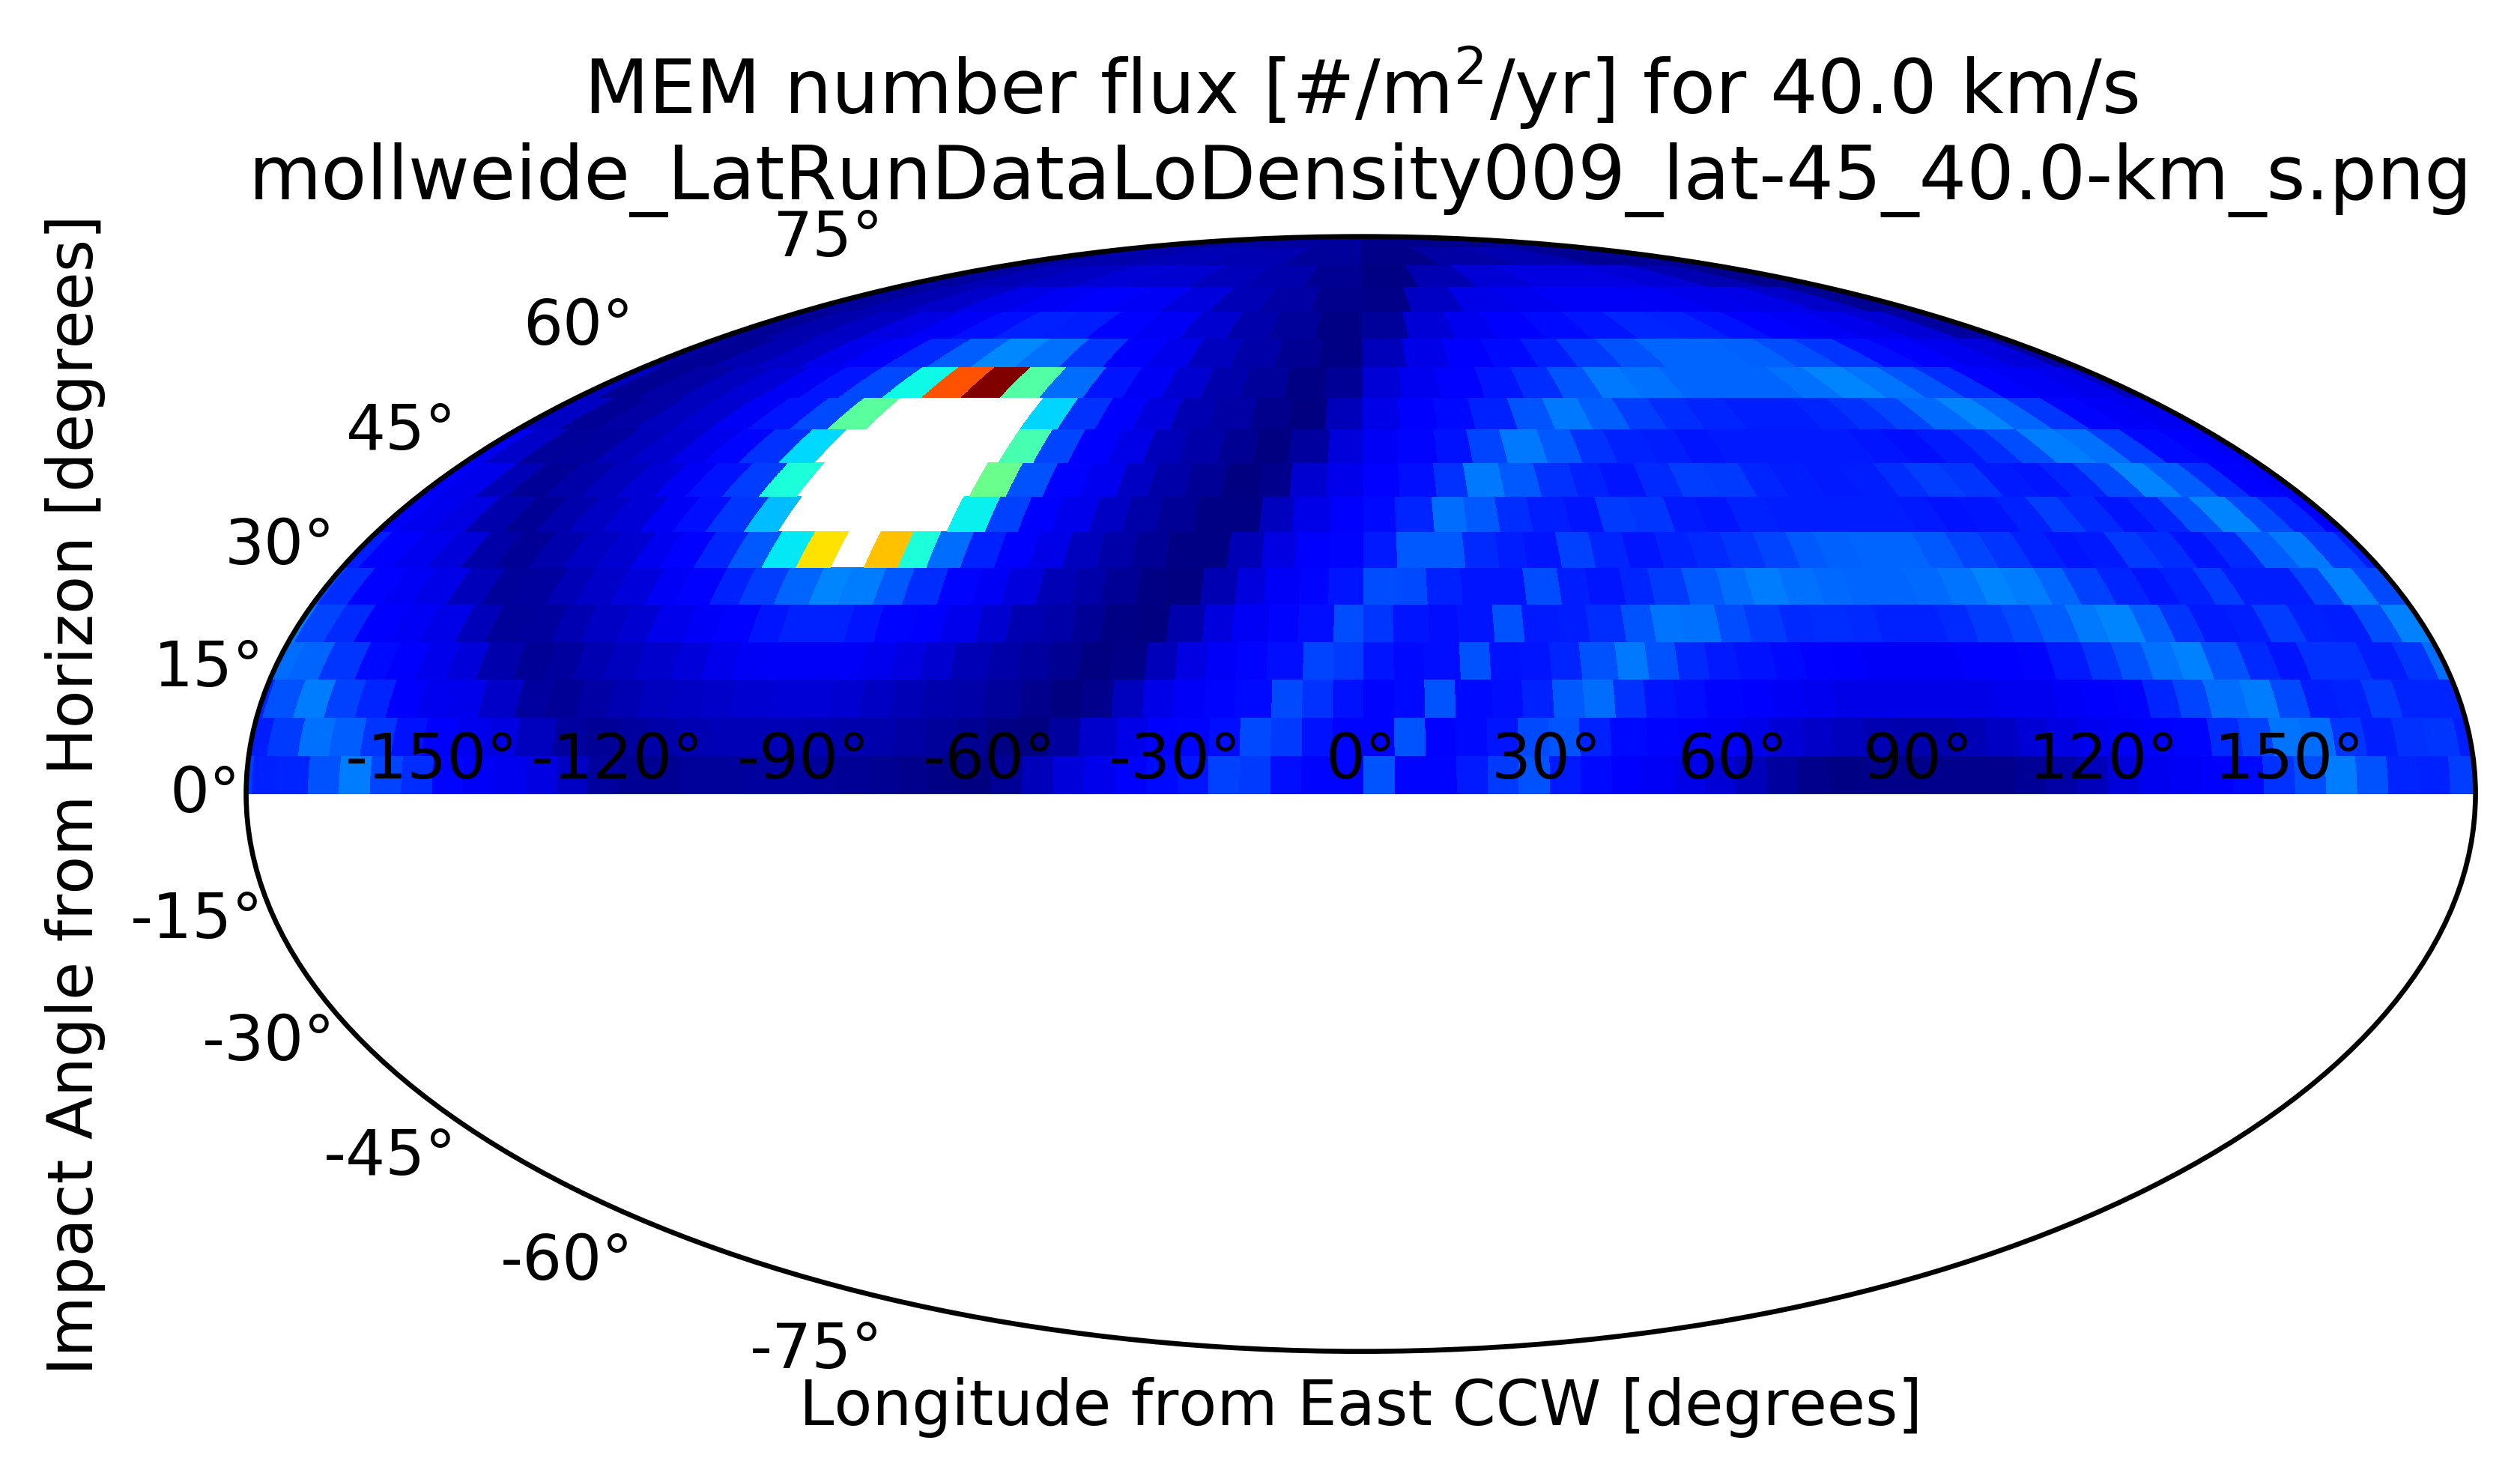 MEM number flux [#/m²/yr] for 40.0 km/s
mollweide_LatRunDataLoDensity009_lat-45_40.0-km_s.png
75°
60°
45°
30°
15°
0°
-15°
-30°
-45°
-60°
-75°
-150° -120° -90° -60° -30° 0° 30° 60° 90° 120° 150°
Impact Angle from Horizon [degrees]
Longitude from East CCW [degrees]